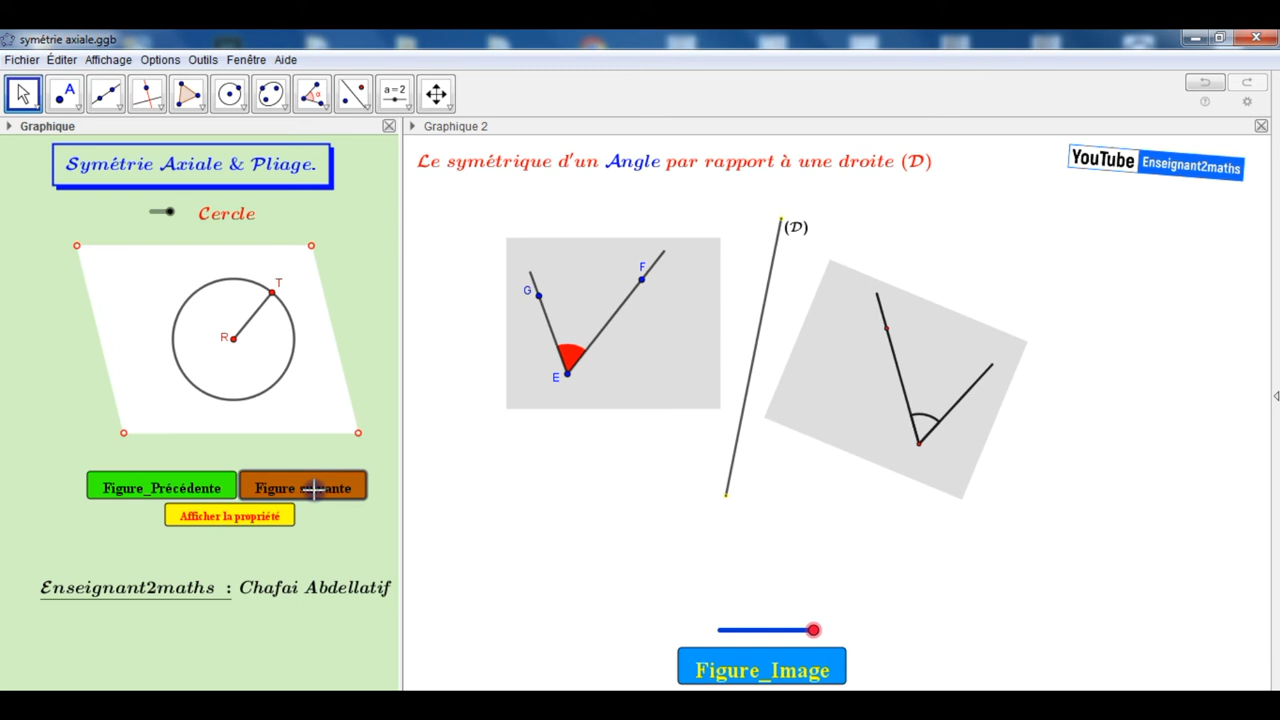 symétrie axiale.ggb
Fichier Éditer Affichage Options Outils Fenêtre Aide
A
α
a = 2
Graphique
Graphique 2
Symétrie Axiale & Pliage.
Le symétrique d'un Angle par rapport à une droite (D)
YouTube Enseignant2maths
Cercle
(D)
T
R
G
F
E
Figure_Précédente
Afficher la propriété
Enseignant2maths : Chafai Abdellatif
Figure_Image